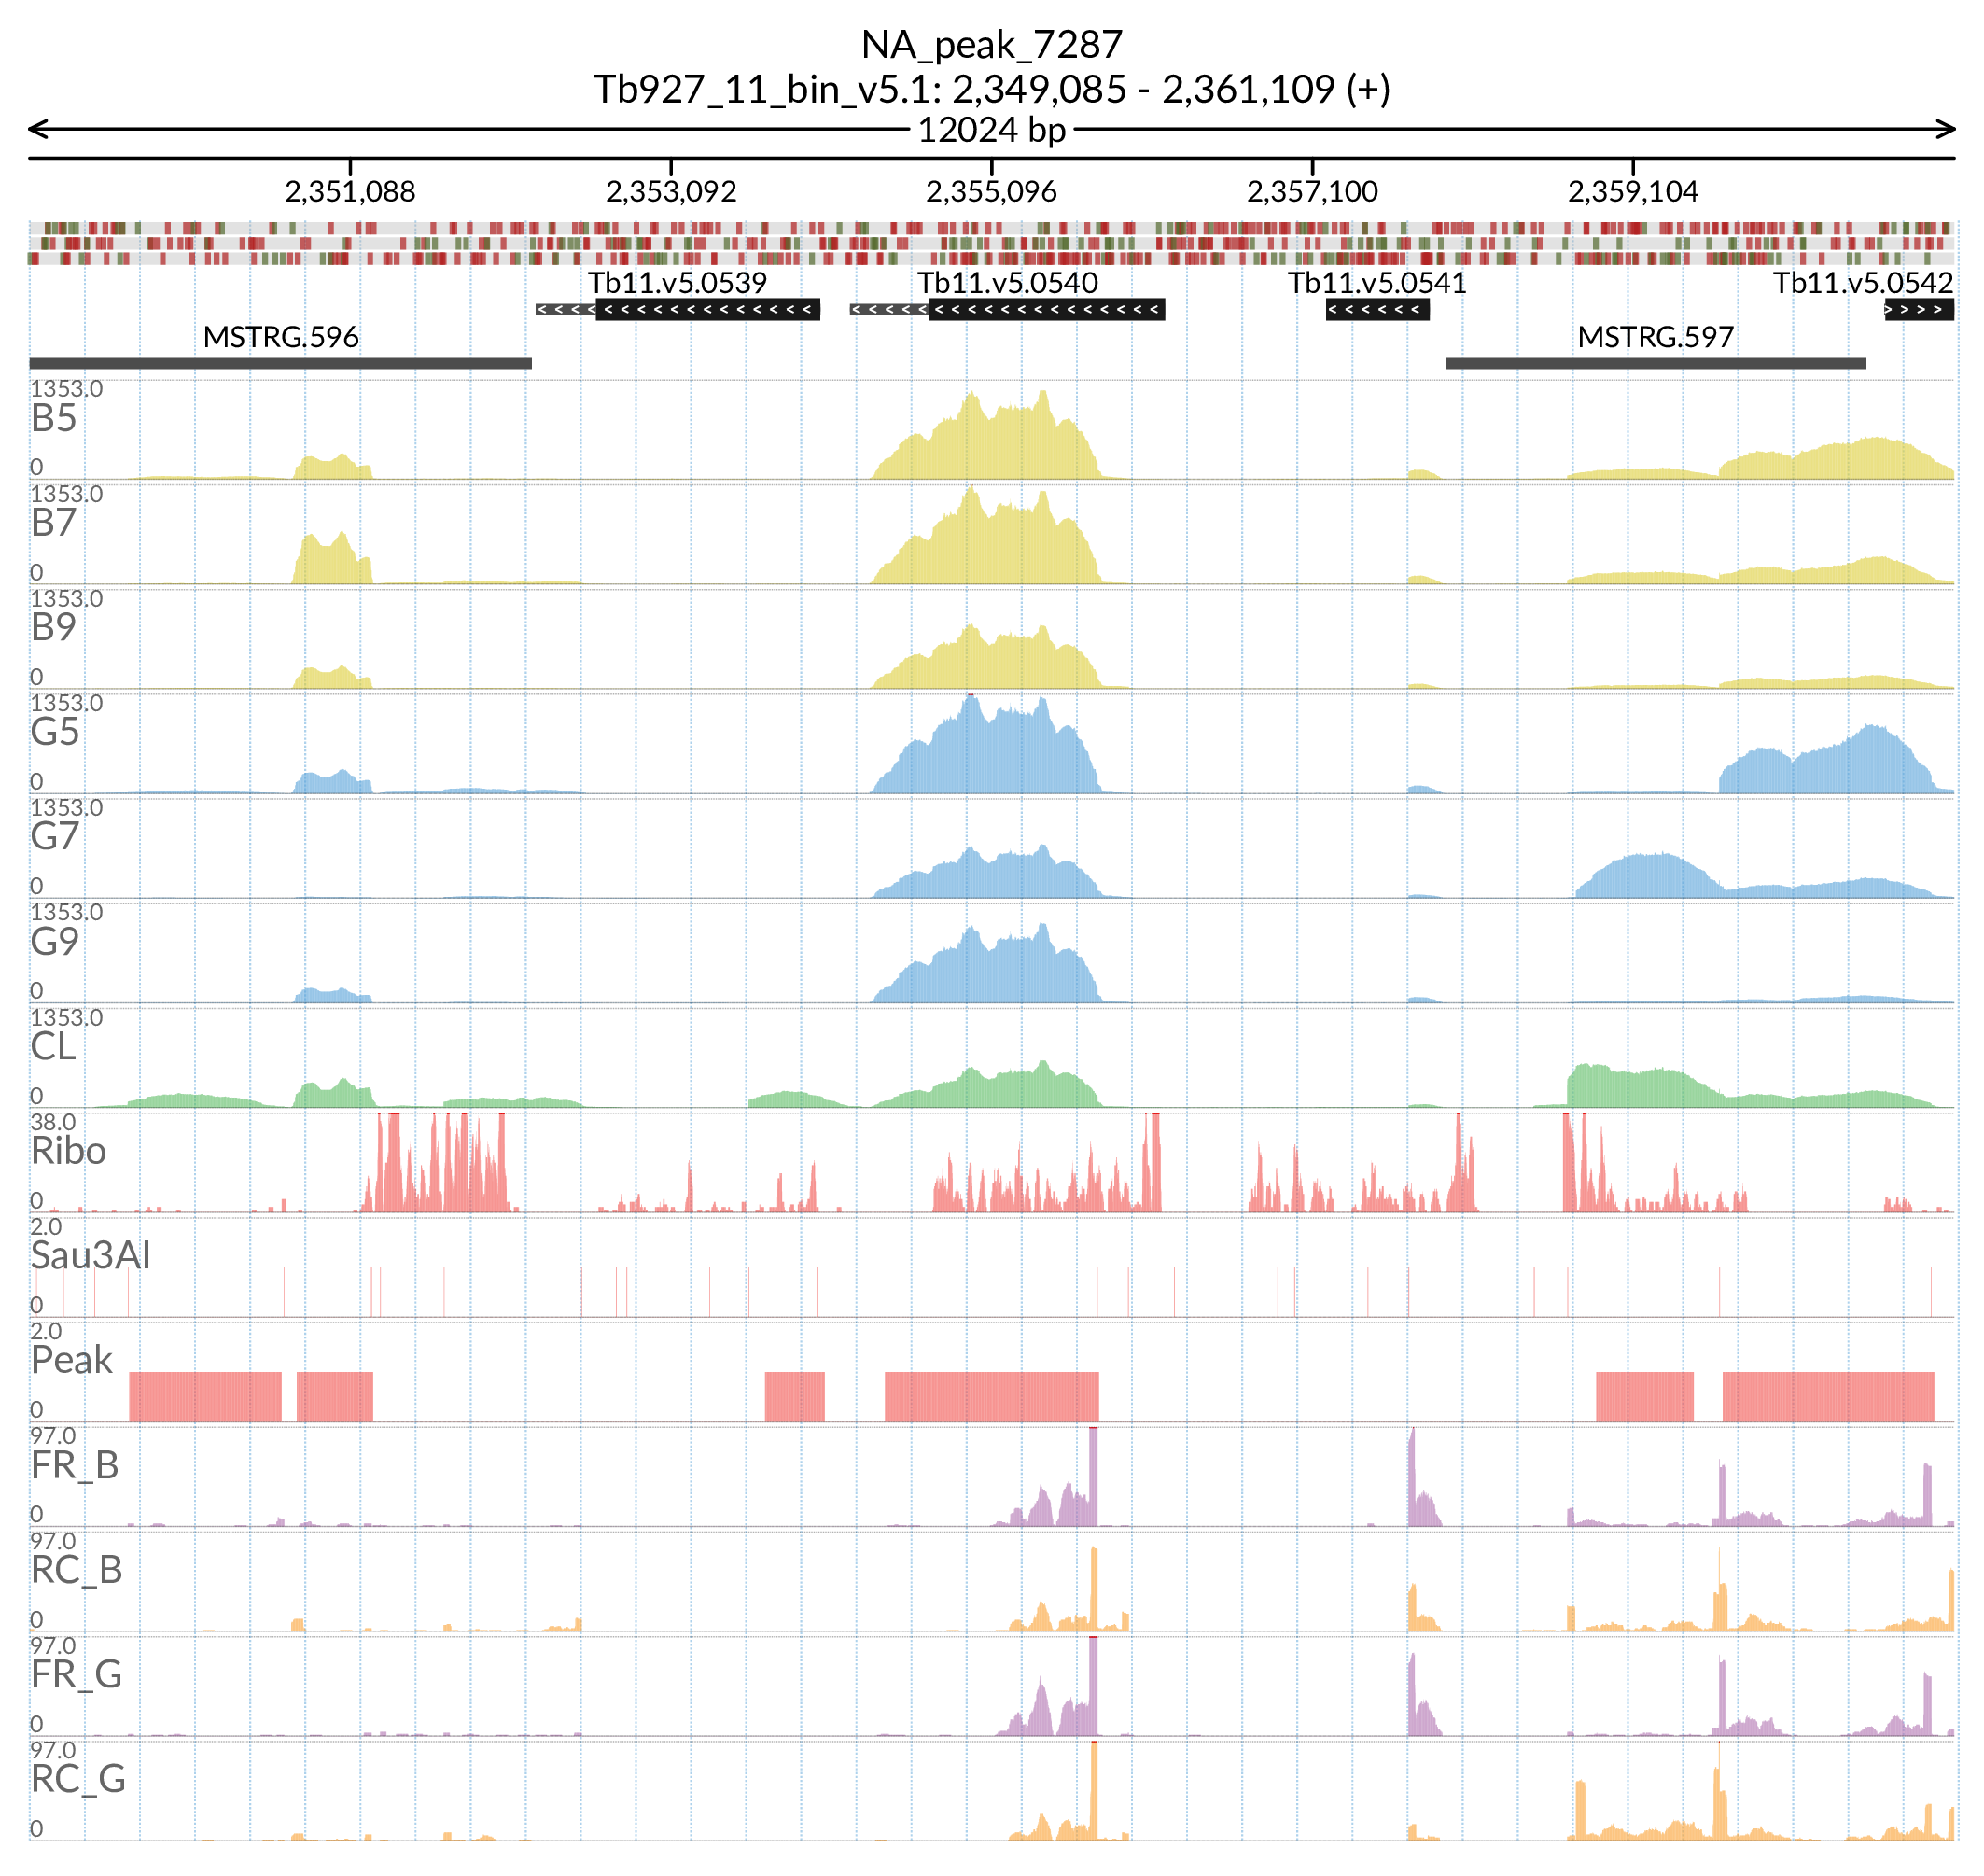 NA_peak_7287
Tb927_11_bin_v5.1: 2,349,085 - 2,361,109 (+)
12024 bp
2,351,088 2,353,092 2,355,096 2,357,100 2,359,104
Tb11.v5.0539 Tb11.v5.0540 Tb11.v5.0541 Tb11.v5.0542
MSTRG.596 MSTRG.597
1353.0
B5
0
1353.0
B7
0
1353.0
B9
0
1353.0
G5
0
1353.0
G7
0
1353.0
G9
0
1353.0
CL
0
38.0
Ribo
0
2.0
Sau3AI
0
2.0
Peak
0
97.0
FR_B
0
97.0
RC_B
0
97.0
FR_G
0
97.0
RC_G
0